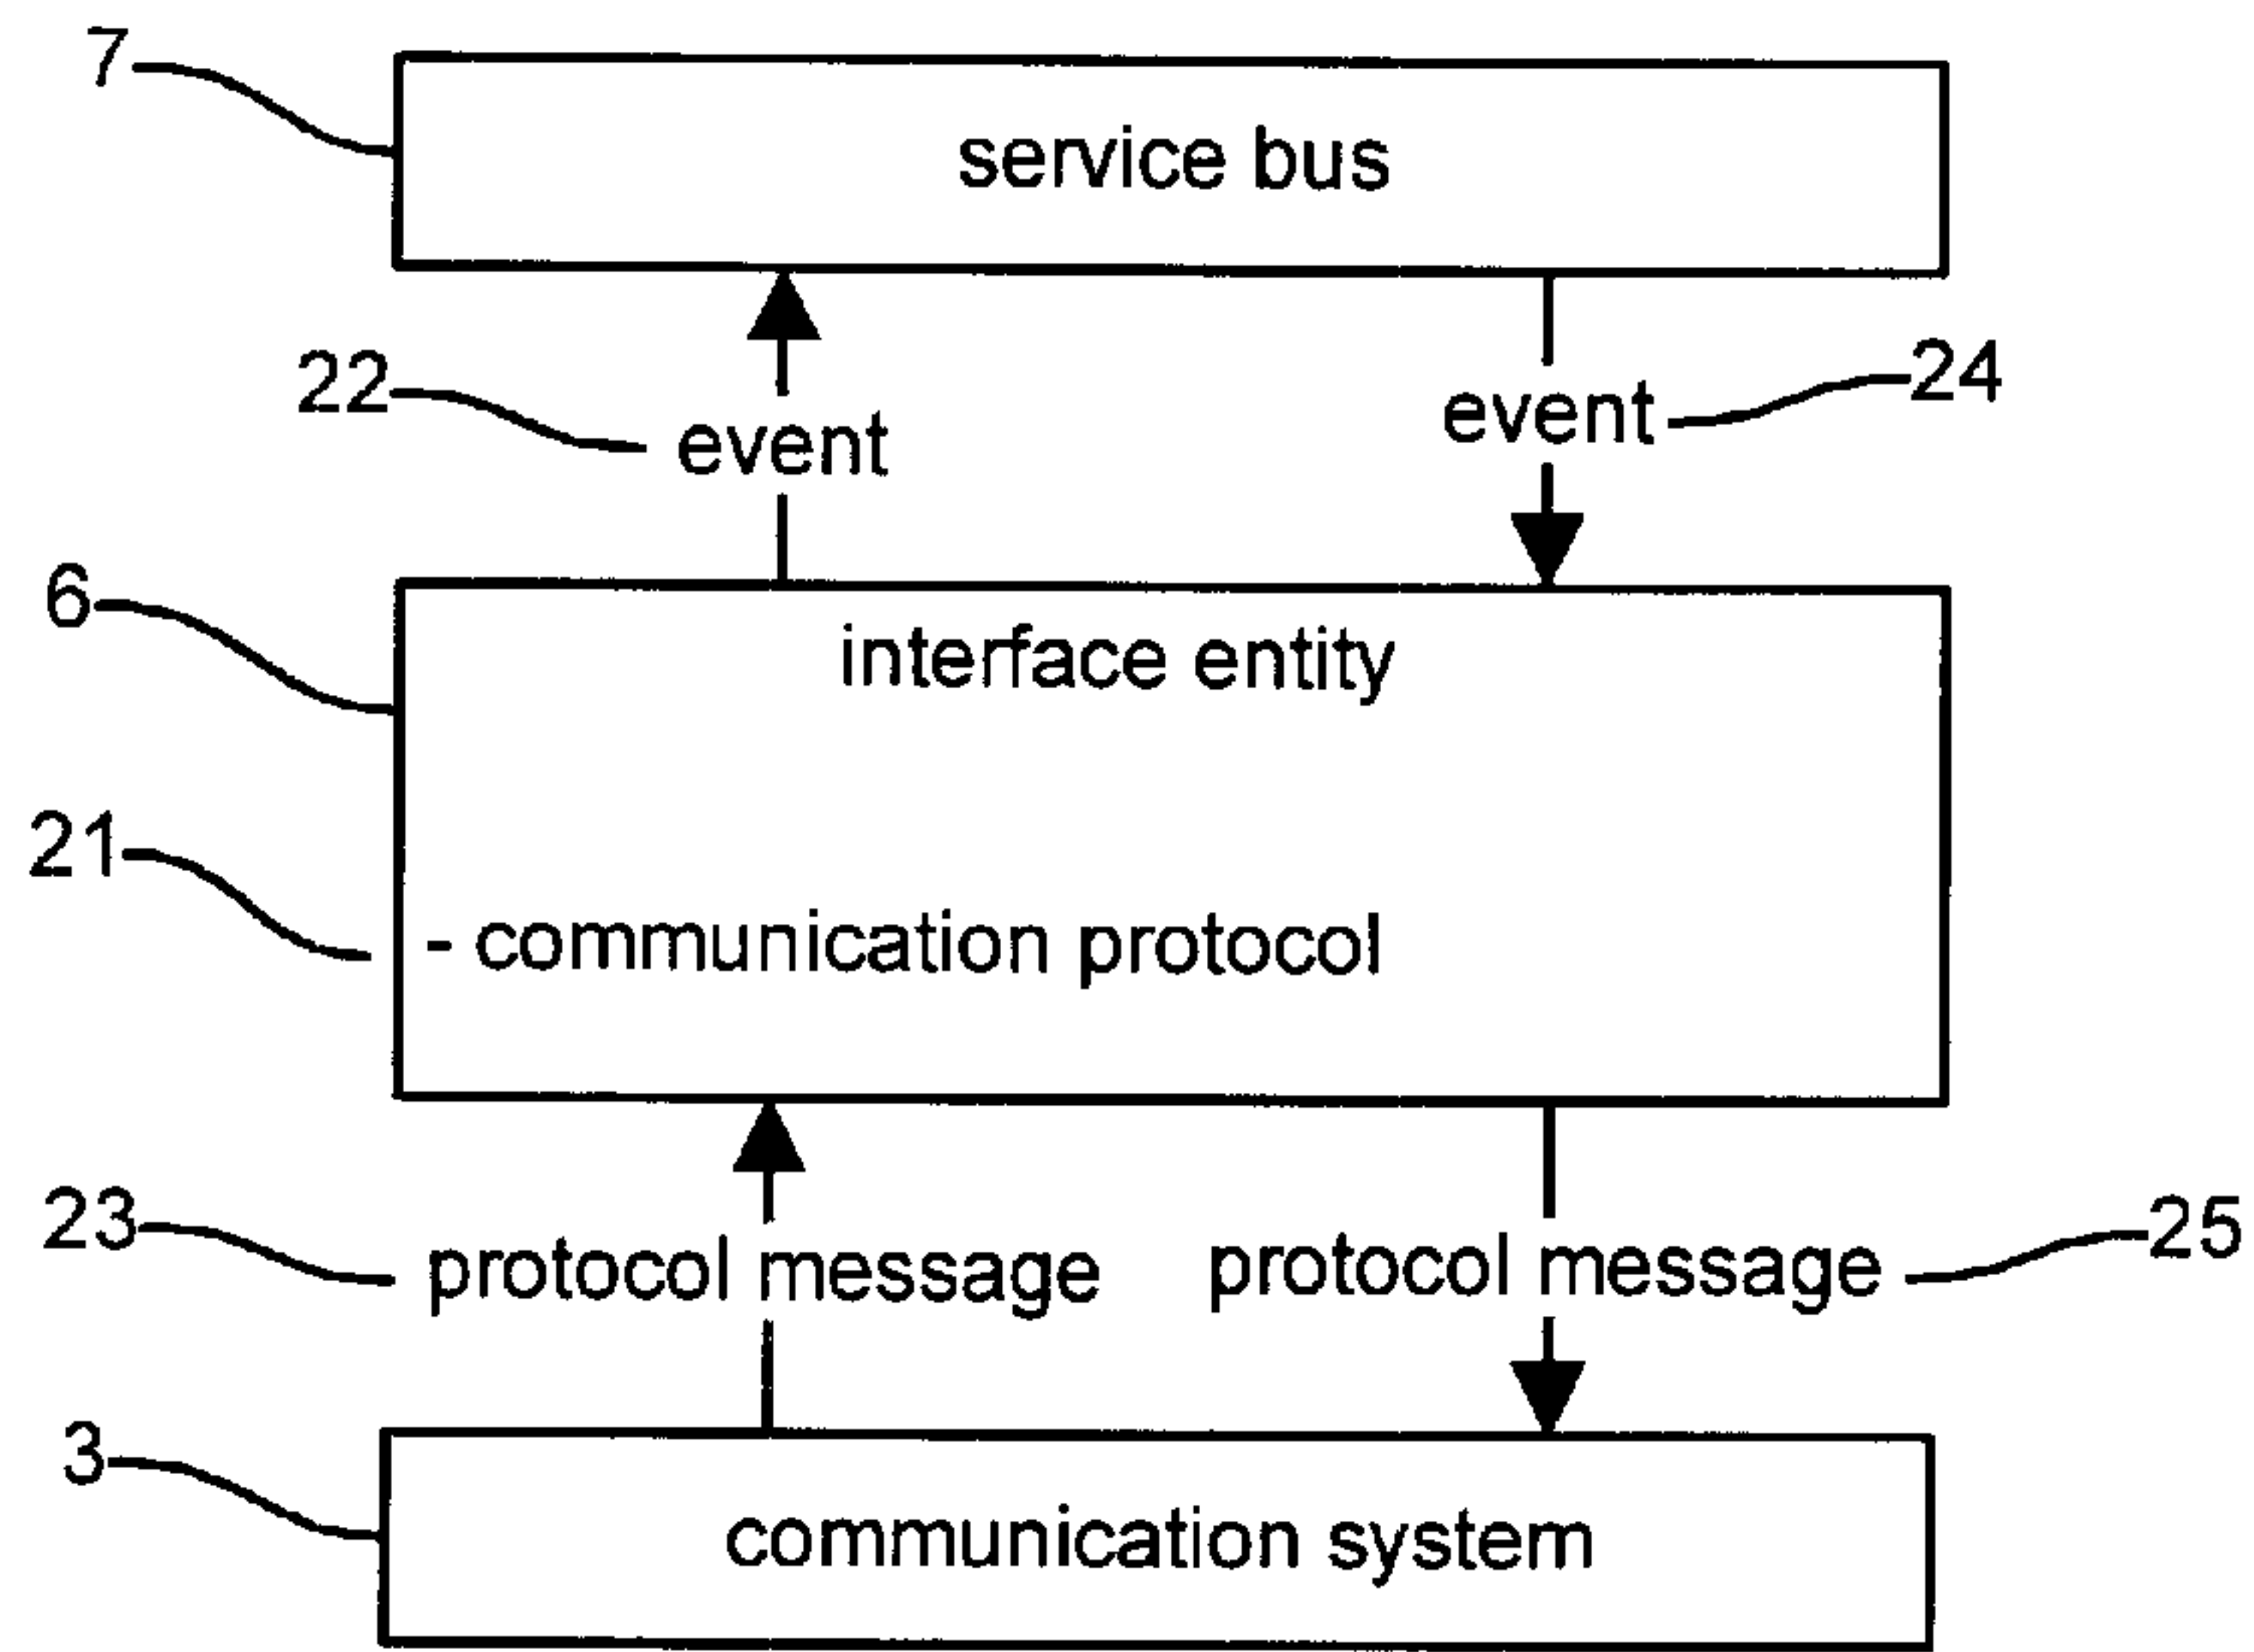 7
service bus
22
event
event
24
6
interface entity
21
- communication protocol
23
protocol message
protocol message
25
3
communication system